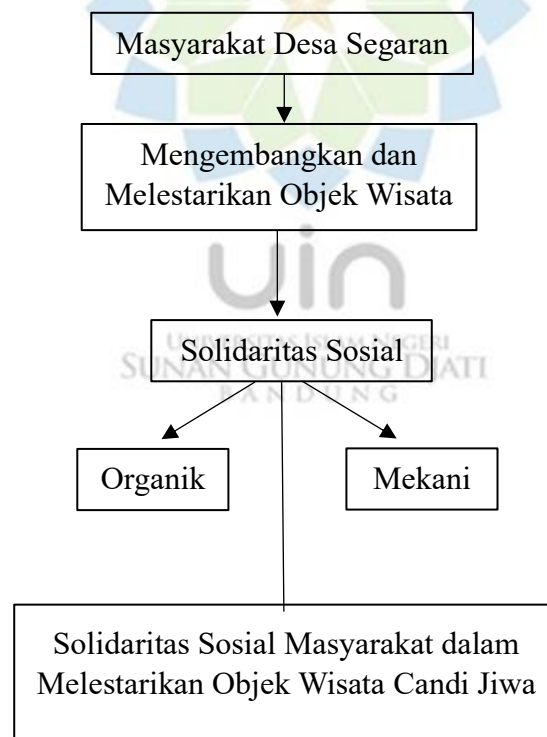 Masyarakat Desa Segaran
Mengembangkan dan
Melestarikan Objek Wisata
uin
UNIVERSITAS ISLAM NEGERI
Solidaritas Sosial
SUNAN GUNUNG DJATI
BANDUNG
Organik
Mekani
Solidaritas Sosial Masyarakat dalam
Melestarikan Objek Wisata Candi Jiwa